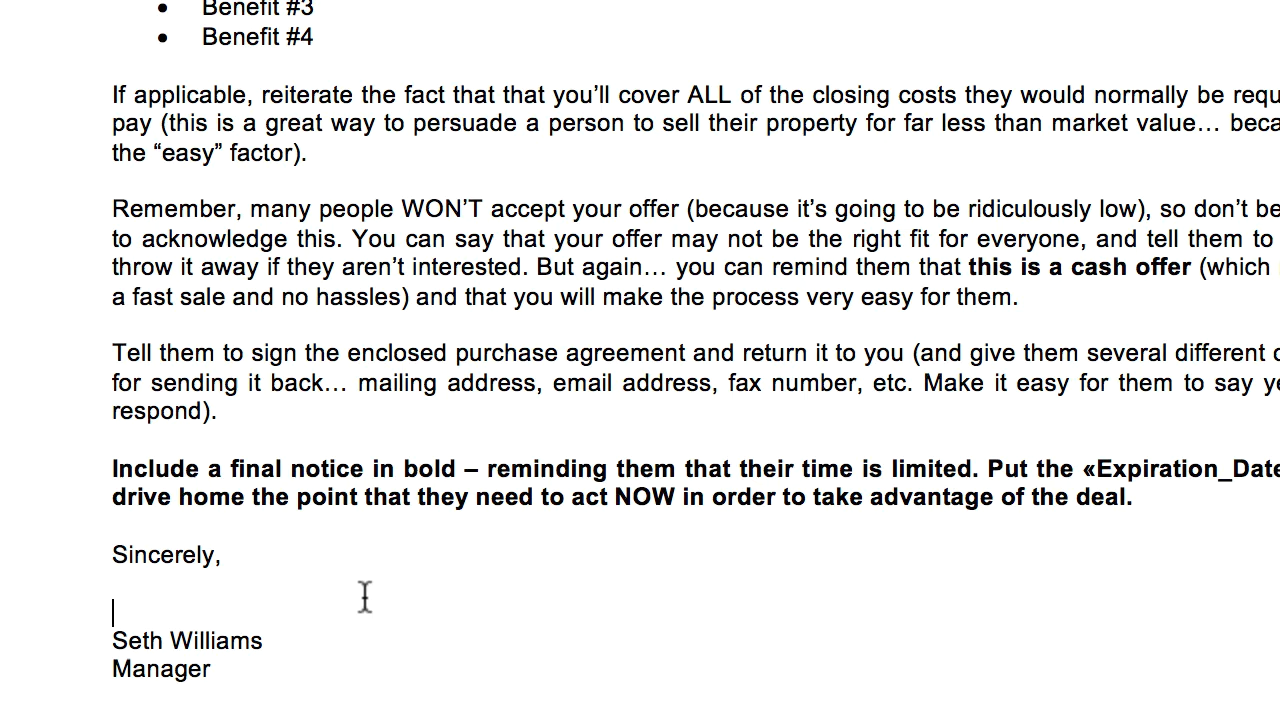 • Benefit #3
• Benefit #4
If applicable, reiterate the fact that that you’ll cover ALL of the closing costs they would normally be
pay (this is a great way to persuade a person to sell their property for far less than market value…
the “easy” factor).
Remember, many people WON’T accept your offer (because it’s going to be ridiculously low), so don’t be
to acknowledge this. You can say that your offer may not be the right fit for everyone, and tell them to
throw it away if they aren’t interested. But again… you can remind them that this is a cash offer (which
a fast sale and no hassles) and that you will make the process very easy for them.
Tell them to sign the enclosed purchase agreement and return it to you (and give them several different
for sending it back… mailing address, email address, fax number, etc. Make it easy for them to say
respond).
Include a final notice in bold – reminding them that their time is limited. Put the «Expiration_Date
drive home the point that they need to act NOW in order to take advantage of the deal.
Sincerely,
Seth Williams
Manager